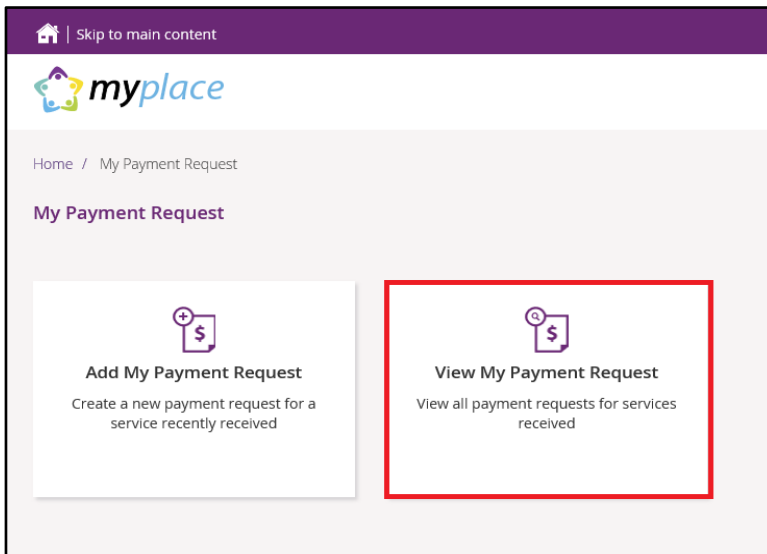 | Skip to main content
myplace
Home / My Payment Request
My Payment Request
$
Add My Payment Request
Create a new payment request for a
service recently received
$
View My Payment Request
View all payment requests for services
received